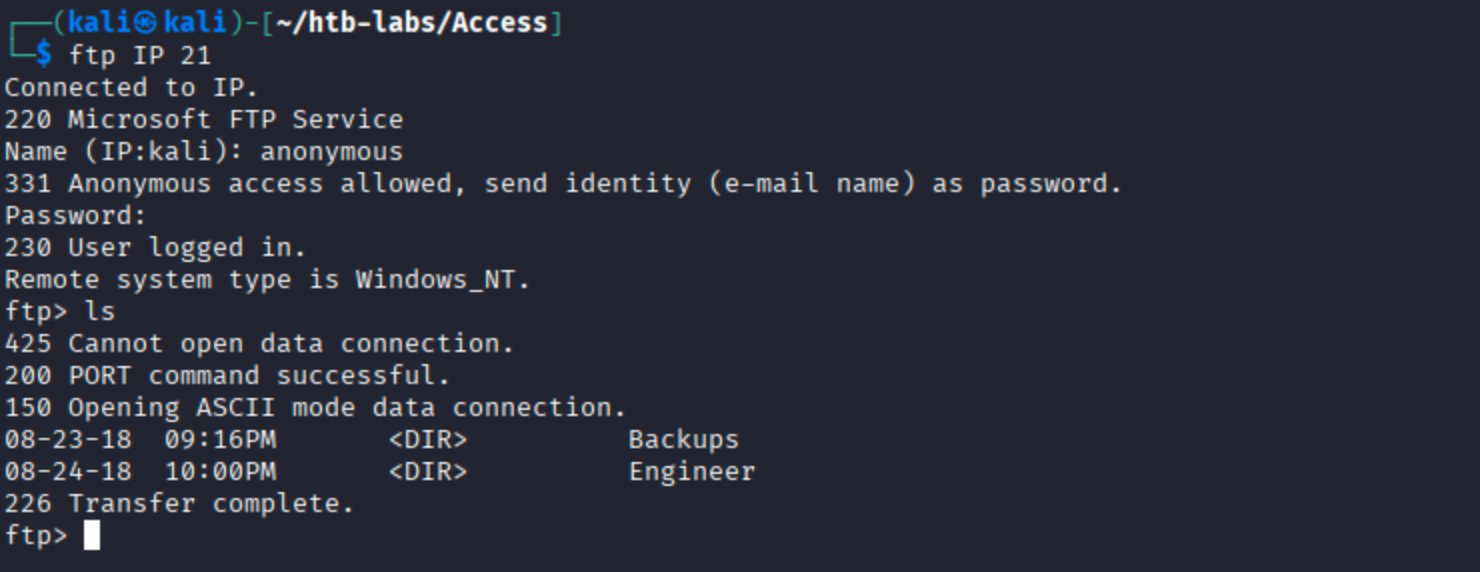 ┌──(kali㉿kali)-[~/htb-labs/Access]
└─$ ftp IP 21
Connected to IP.
220 Microsoft FTP Service
Name (IP:kali): anonymous
331 Anonymous access allowed, send identity (e-mail name) as password.
Password:
230 User logged in.
Remote system type is Windows_NT.
ftp> ls
425 Cannot open data connection.
200 PORT command successful.
150 Opening ASCII mode data connection.
08-23-18  09:16PM       <DIR>          Backups
08-24-18  10:00PM       <DIR>          Engineer
226 Transfer complete.
ftp>